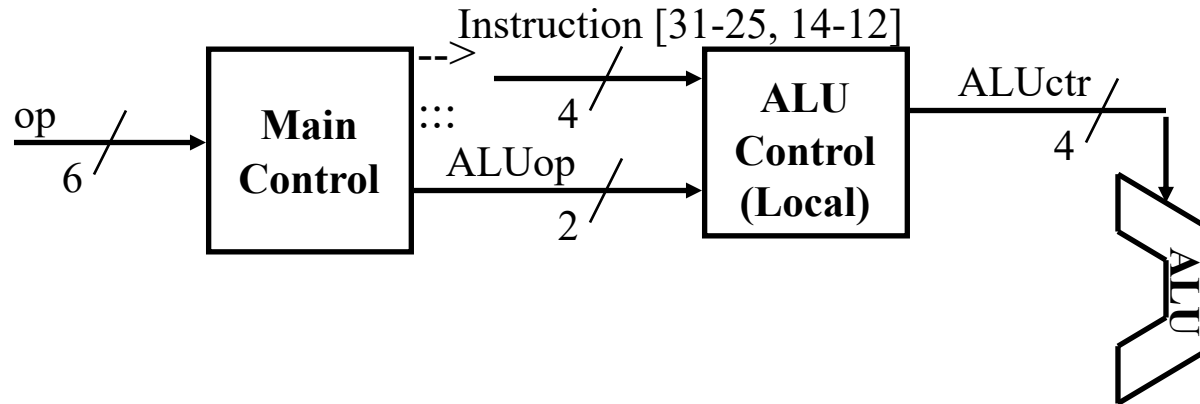 Instruction [31-25, 14-12]
-->
op
6
Main
Control
:::
4
ALUop
2
ALU
Control
(Local)
ALUctr
4
ALU